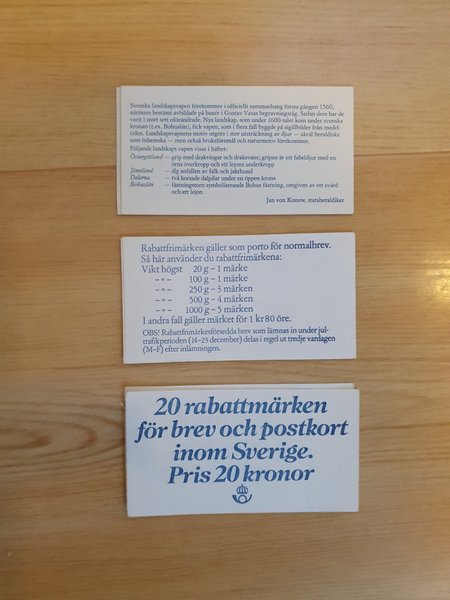 Svenska landskapsvapen förekommer i officiellt sammanhang första gången 1560,
närmare bestämt avbildade på banér i Gustav Vasas begravningståg. Sedan dess har de
varit i stort sett oförändrade. Nya landskap, som under 1600-talet kom under svenska
kronan (t.ex. Bohuslän), fick vapen, som i flera fall byggde på sigillbilder från medel-
tiden. Landskapsvapnens motiv utgörs i stor utsträckning av djur — såväl heraldiska
som inhemska — men också bruksföremål och naturmotiv förekommer.
Följande landskaps vapen visas i häftet:
Östergötland — grip med drakvingar och draksvans; gripen är ett fabeldjur med en
örns överkropp och ett lejons underkropp
Jämtland — älg anfallen av falk och jakthund
Dalarna — två korsade dalpilar under en öppen krona
Bohuslän — fästningstorn symboliserande Bohus fästning, omgiven av ett svärd
och ett lejon
Jan von Konow, statsheraldiker
Rabattfrimärken gäller som porto för normalbrev.
Så här använder du rabattfrimärkena:
Vikt högst 20 g – 1 märke
–"– 100 g – 1 märke
–"– 250 g – 3 märken
–"– 500 g – 4 märken
–"– 1000 g – 5 märken
I andra fall gäller märket för 1 kr 80 öre.
OBS! Rabattfrimärkesförsedda brev som lämnas in under jul-
trafikperioden (14–23 december) delas i regel ut tredje vardagen
(M-F) efter inlämningen.
20 rabattmärken
för brev och postkort
inom Sverige.
Pris 20 kronor